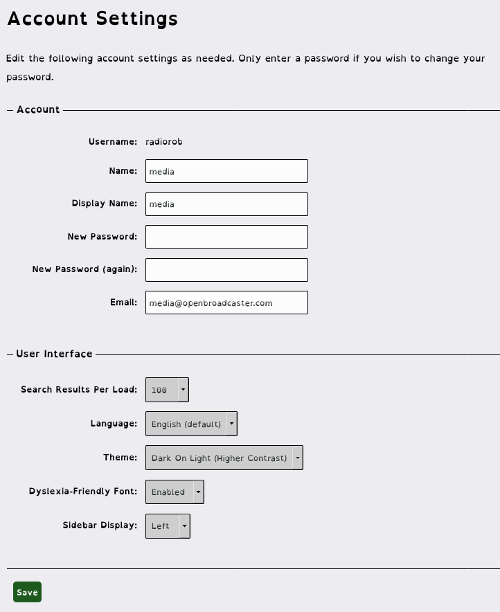 Account Settings
Edit the following account settings as needed. Only enter a password if you wish to change your
password.
Account
Username: radiorob
Name: media
Display Name: media
New Password:
New Password (again):
Email: media@openbroadcaster.com
User Interface
Search Results Per Load: 100
Language: English (default)
Theme: Dark On Light (Higher Contrast)
Dyslexia-Friendly Font: Enabled
Sidebar Display: Left
Save